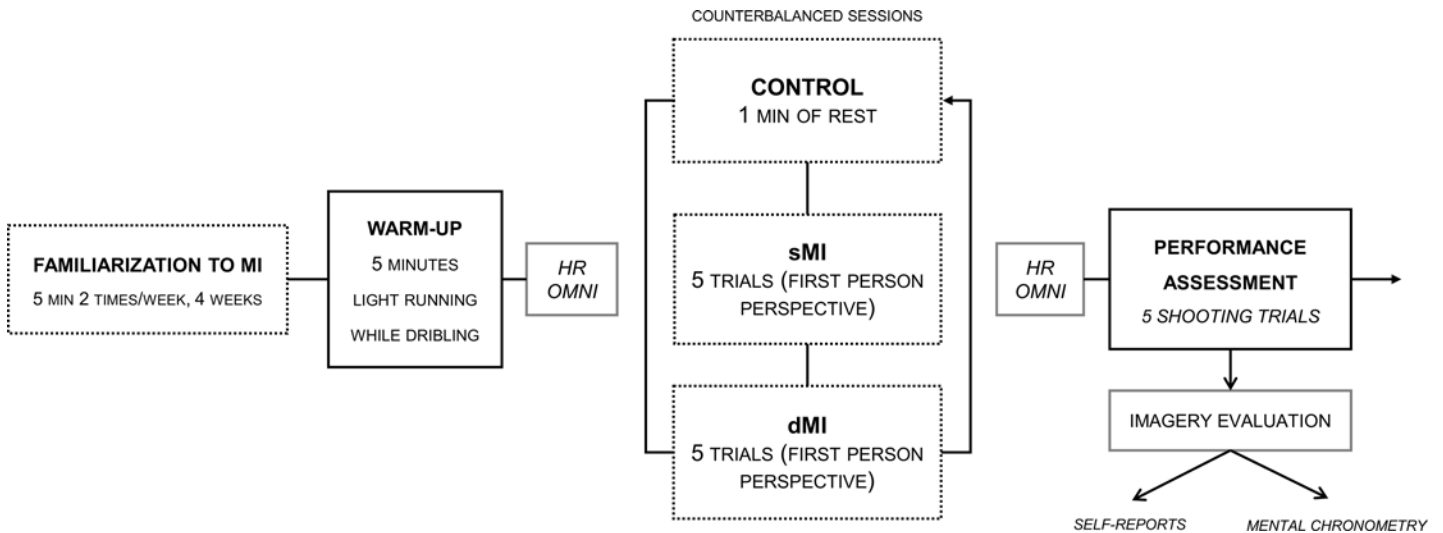 COUNTERBALANCED SESSIONS
FAMILIARIZATION TO MI
5 MIN 2 TIMES/WEEK, 4 WEEKS
WARM-UP
5 MINUTES
LIGHT RUNNING
WHILE DRIBLING
HR
OMNI
CONTROL
1 MIN OF REST
sMI
5 TRIALS (FIRST PERSON
PERSPECTIVE)
dMI
5 TRIALS (FIRST PERSON
PERSPECTIVE)
HR
OMNI
PERFORMANCE
ASSESSMENT
5 SHOOTING TRIALS
IMAGERY EVALUATION
SELF-REPORTS
MENTAL CHRONOMETRY